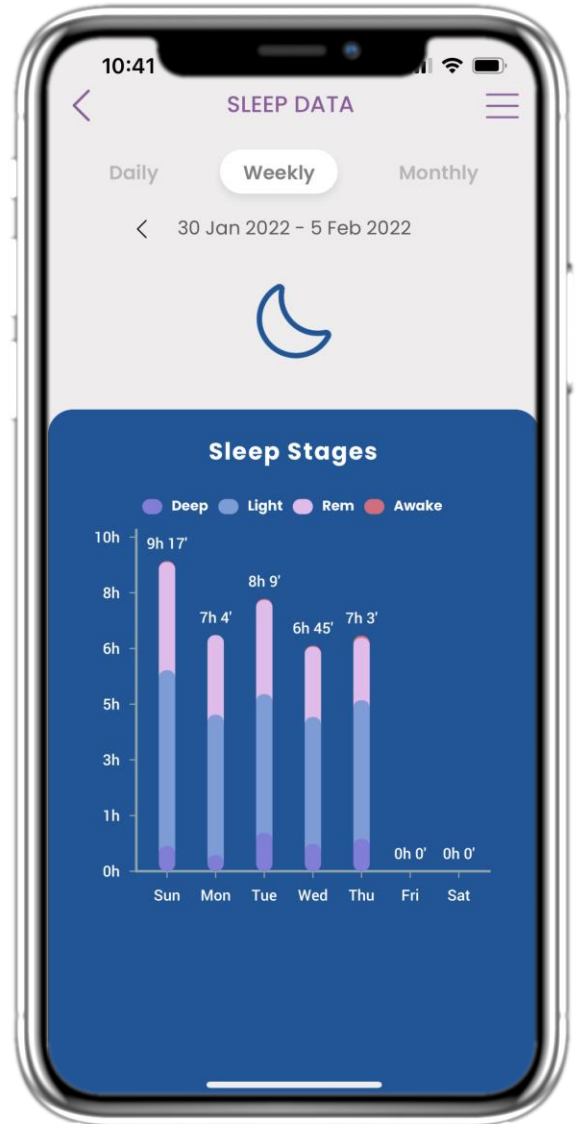 10:41
SLEEP DATA
Daily Weekly Monthly
30 Jan 2022 - 5 Feb 2022
Sleep Stages
Deep Light Rem Awake
10h
9h 17'
8h
8h 9'
7h 4'
6h 45'
7h 3'
6h
5h
3h
1h
0h 0' 0h 0'
0h
Sun Mon Tue Wed Thu Fri Sat